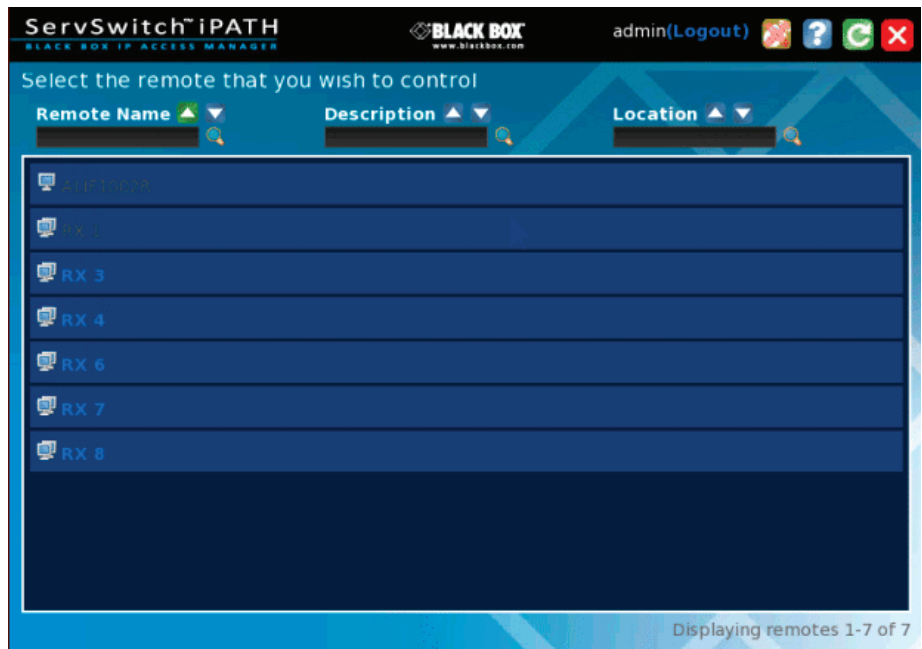 ServSwitch™ iPATH
BLACK BOX IP ACCESS MANAGER
BLACK BOX
www.blackbox.com
admin(Logout)
Select the remote that you wish to control
Remote Name
Description
Location
RX 1
RX 3
RX 4
RX 6
RX 7
RX 8
Displaying remotes 1-7 of 7